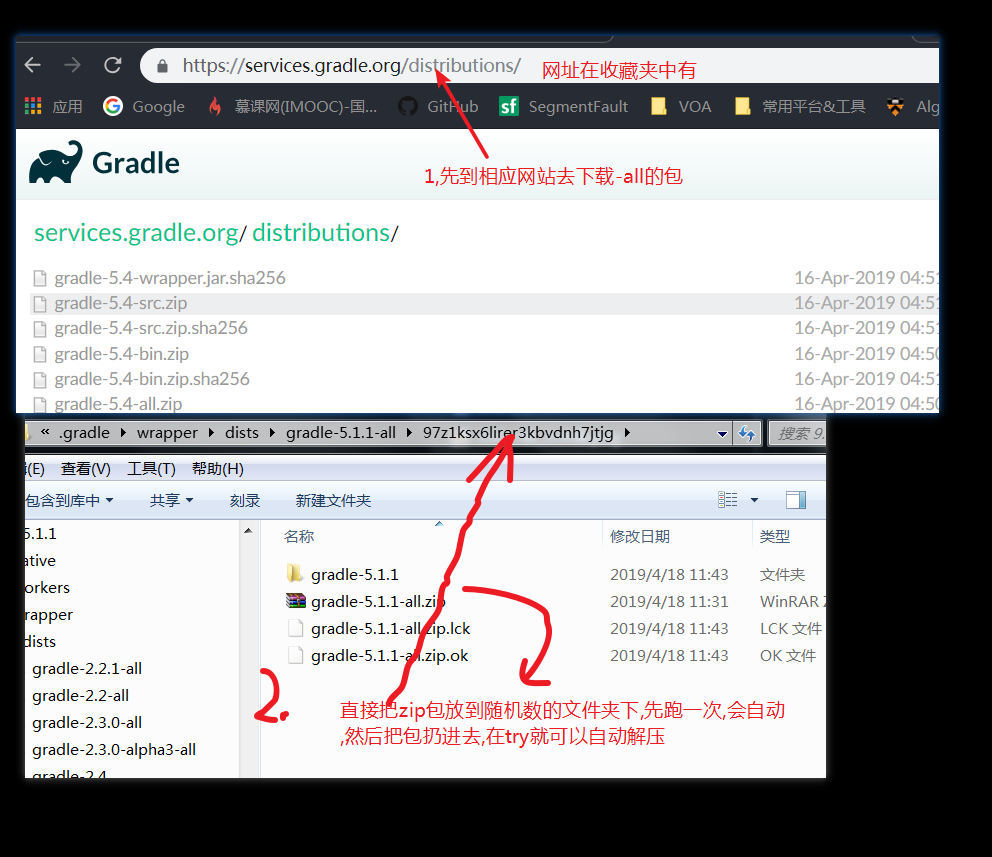 https://services.gradle.org/distributions/
网址在收藏夹中有
应用
Google
慕课网(IMOOC)-国...
GitHub
SegmentFault
VOA
常用平台&工具
Alg
Gradle
1,先到相应网站去下载-all的包
services.gradle.org/ distributions/
gradle-5.4-wrapper.jar.sha256 16-Apr-2019 04:51
gradle-5.4-src.zip 16-Apr-2019 04:51
gradle-5.4-src.zip.sha256 16-Apr-2019 04:51
gradle-5.4-bin.zip 16-Apr-2019 04:50
gradle-5.4-bin.zip.sha256 16-Apr-2019 04:51
gradle-5.4-all.zip 16-Apr-2019 04:50
« .gradle wrapper dists gradle-5.1.1-all 97z1ksx6lirer3kbvdnh7jtjg
搜索 9.
(E) 查看(V) 工具(T) 帮助(H)
包含到库中 共享 刻录 新建文件夹
5.1.1
ative
orkers
rapper
dists
gradle-2.2.1-all
gradle-2.2-all
gradle-2.3.0-all
gradle-2.3.0-alpha3-all
gradle-2.4
名称 修改日期 类型
gradle-5.1.1 2019/4/18 11:43 文件夹
gradle-5.1.1-all.zip 2019/4/18 11:31 WinRAR Z
gradle-5.1.1-all.zip.lck 2019/4/18 11:43 LCK 文件
gradle-5.1.1-all.zip.ok 2019/4/18 11:43 OK 文件
2.
直接把zip包放到随机数的文件夹下,先跑一次,会自动
,然后把包扔进去,在try就可以自动解压